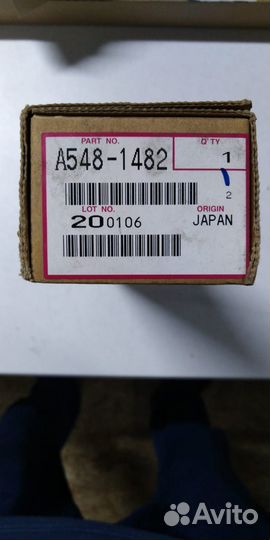 PART NO. Q'TY
A548-1482 1
2
LOT NO. ORIGIN
200106 JAPAN
Avito